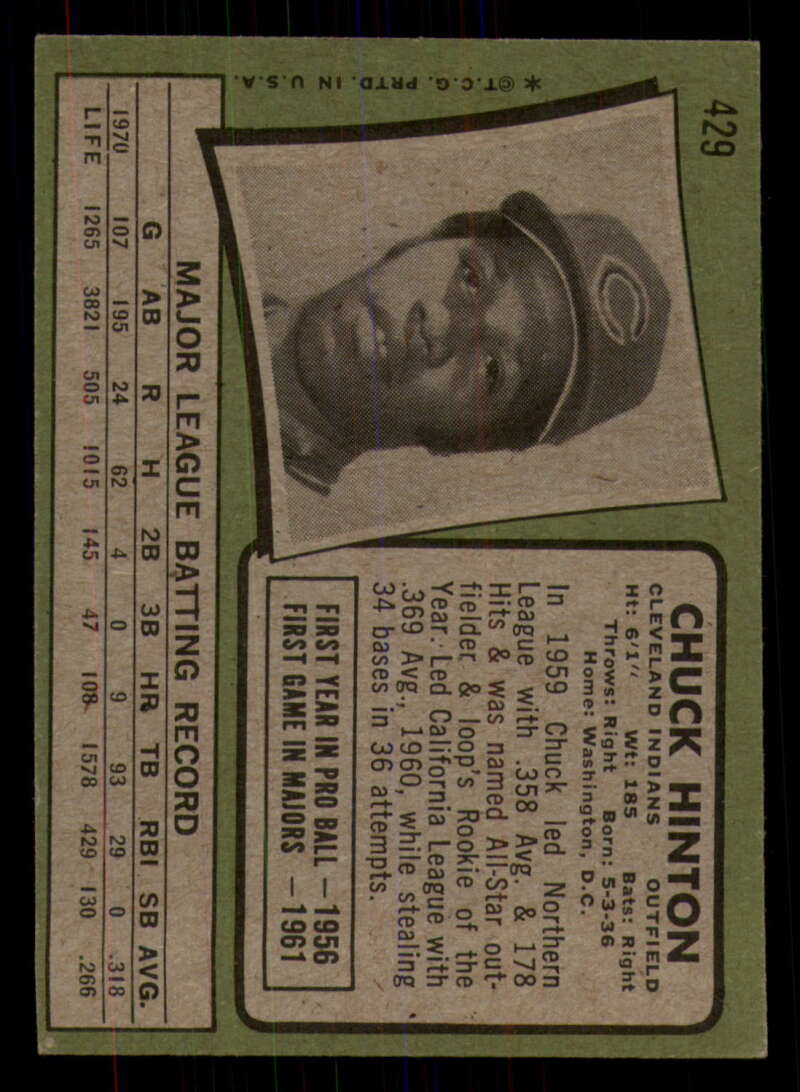 429
*©T.C.G. PRTD. IN U.S.A.
C
CHUCK HINTON
CLEVELAND INDIANS OUTFIELD
Ht: 6'1" Wt: 185 Bats: Right
Throws: Right Born: 5-3-36
Home: Washington, D.C.
In 1959 Chuck led Northern
League with .358 Avg. & 178
Hits & was named All-Star out-
fielder & loop's Rookie of the
Year. Led California League with
.369 Avg., 1960, while stealing
34 bases in 36 attempts.
FIRST YEAR IN PRO BALL — 1956
FIRST GAME IN MAJORS — 1961
MAJOR LEAGUE BATTING RECORD
G AB R H 2B 3B HR TB RBI SB AVG.
1970 107 195 24 62 4 0 9 93 29 0 .318
LIFE 1265 3821 505 1015 145 47 108 1578 429 130 .266